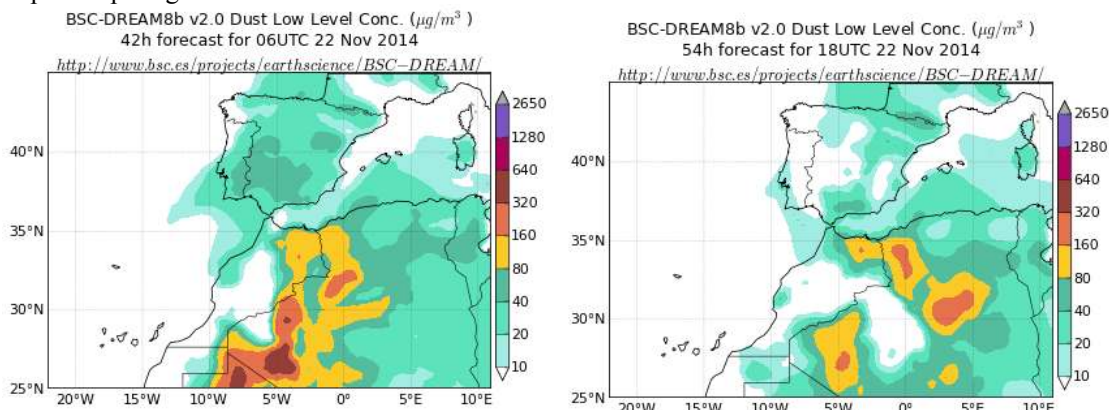 BSC-DREAM8b v2.0 Dust Low Level Conc. (µg/m³ )
42h forecast for 06UTC 22 Nov 2014
http://www.bsc.es/projects/earthscience/BSC−DREAM/
40°N
35°N
30°N
25°N
20°W 15°W 10°W 5°W 0°E 5°E 10°E
2650
1280
640
320
160
80
40
20
10
BSC-DREAM8b v2.0 Dust Low Level Conc. (µg/m³ )
54h forecast for 18UTC 22 Nov 2014
http://www.bsc.es/projects/earthscience/BSC−DREAM/
40°N
35°N
30°N
25°N
20°W 15°W 10°W 5°W 0°E 5°E 10°E
2650
1280
640
320
160
80
40
20
10